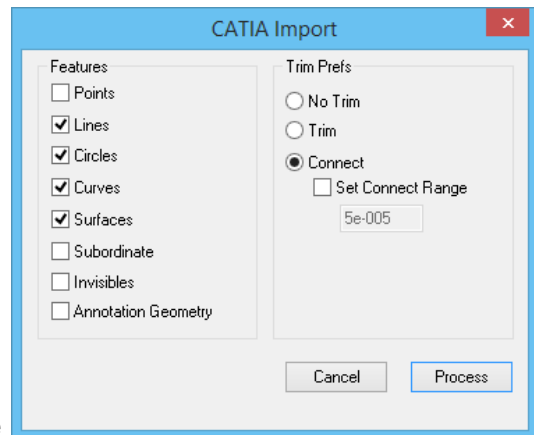 CATIA Import
Features
Points
Lines
Circles
Curves
Surfaces
Subordinate
Invisibles
Annotation Geometry
Trim Prefs
No Trim
Trim
Connect
Set Connect Range
5e-005
Cancel
Process